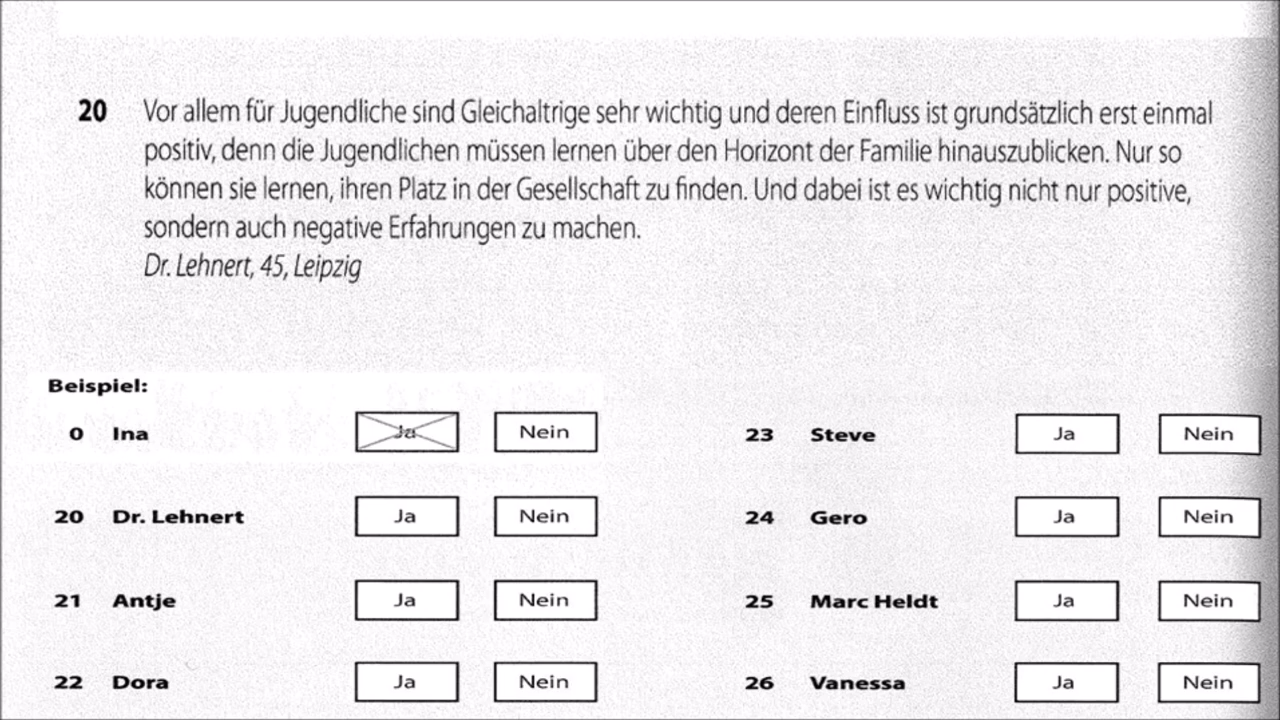 20 Vor allem für Jugendliche sind Gleichaltrige sehr wichtig und deren Einfluss ist grundsätzlich erst einmal
positiv, denn die Jugendlichen müssen lernen über den Horizont der Familie hinauszublicken. Nur so
können sie lernen, ihren Platz in der Gesellschaft zu finden. Und dabei ist es wichtig nicht nur positive,
sondern auch negative Erfahrungen zu machen.
Dr. Lehnert, 45, Leipzig
Beispiel:
0 Ina Ja Nein
20 Dr. Lehnert Ja Nein
21 Antje Ja Nein
22 Dora Ja Nein
23 Steve Ja Nein
24 Gero Ja Nein
25 Marc Heldt Ja Nein
26 Vanessa Ja Nein